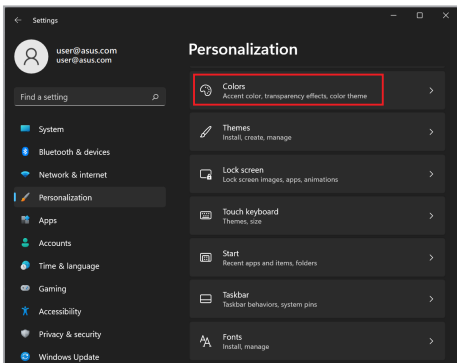 Settings
user@asus.com
user@asus.com
Find a setting
System
Bluetooth & devices
Network & internet
Personalization
Apps
Accounts
Time & language
Gaming
Accessibility
Privacy & security
Windows Update
Personalization
Colors
Accent color, transparency effects, color theme
Themes
Install, create, manage
Lock screen
Lock screen images, apps, animations
Touch keyboard
Themes, size
Start
Recent apps and items, folders
Taskbar
Taskbar behaviors, system pins
Fonts
Install, manage